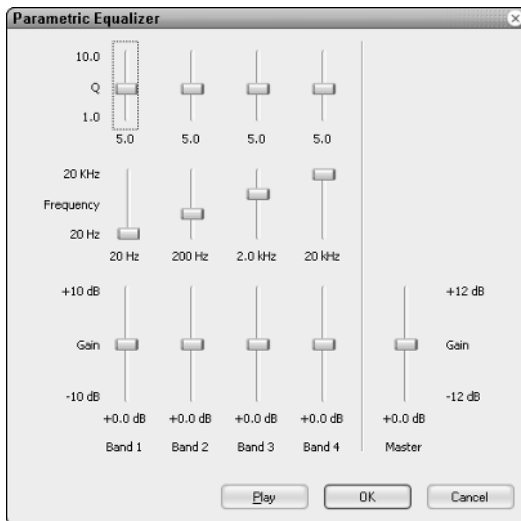 Parametric Equalizer
10.0
Q
1.0
5.0 5.0 5.0 5.0
20 KHz
Frequency
20 Hz
20 Hz 200 Hz 2.0 kHz 20 kHz
+10 dB +12 dB
Gain Gain
-10 dB -12 dB
+0.0 dB +0.0 dB +0.0 dB +0.0 dB +0.0 dB
Band 1 Band 2 Band 3 Band 4 Master
Play OK Cancel